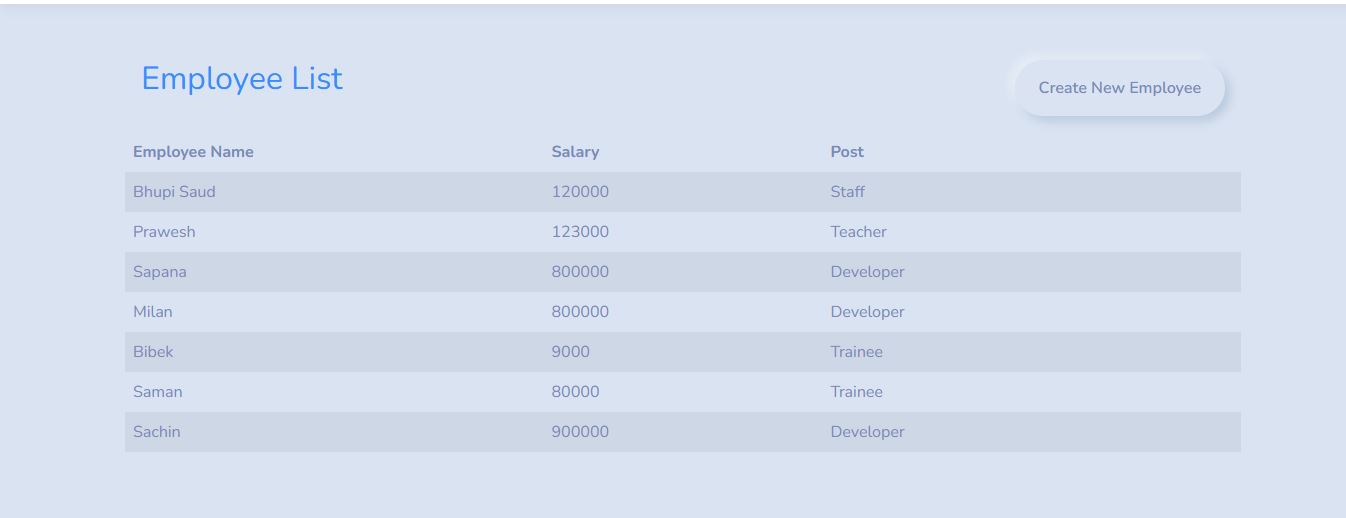 Employee List
Create New Employee
Employee Name Salary Post
Bhupi Saud 120000 Staff
Prawesh 123000 Teacher
Sapana 800000 Developer
Milan 800000 Developer
Bibek 9000 Trainee
Saman 80000 Trainee
Sachin 900000 Developer